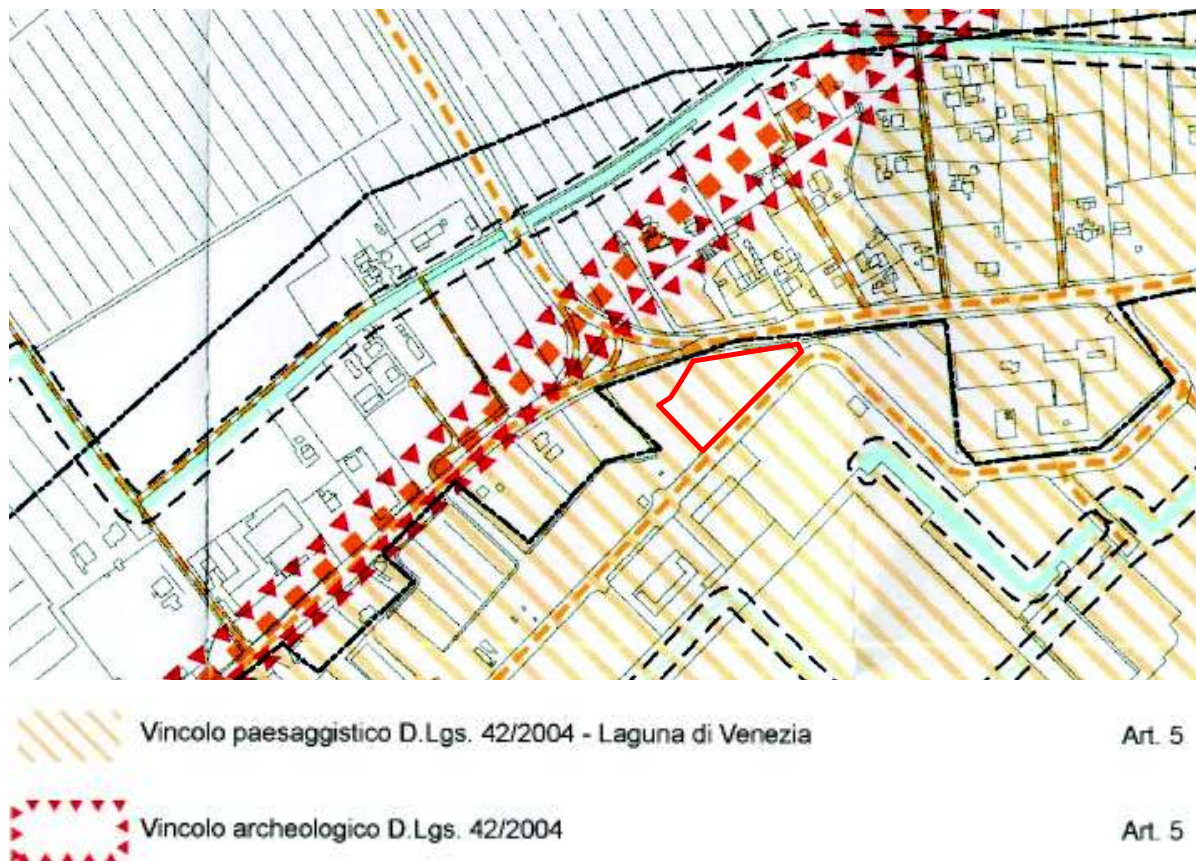 Vincolo paesaggistico D.Lgs. 42/2004 - Laguna di Venezia Art. 5
Vincolo archeologico D.Lgs. 42/2004 Art. 5